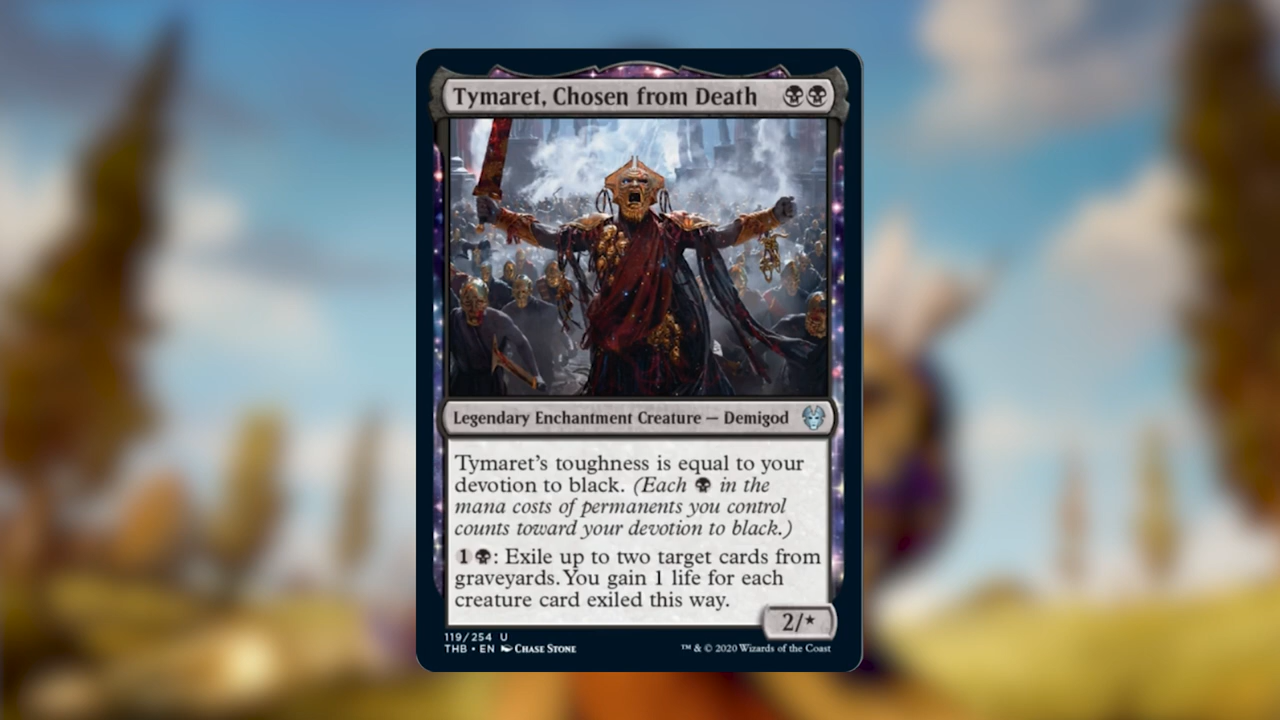 Tymaret, Chosen from Death
Legendary Enchantment Creature — Demigod
Tymaret's toughness is equal to your
devotion to black. (Each in the
mana costs of permanents you control
counts toward your devotion to black.)
1 : Exile up to two target cards from
graveyards. You gain 1 life for each
creature card exiled this way.
2/*
119/254 U
THB • EN CHASE STONE
™ & © 2020 Wizards of the Coast